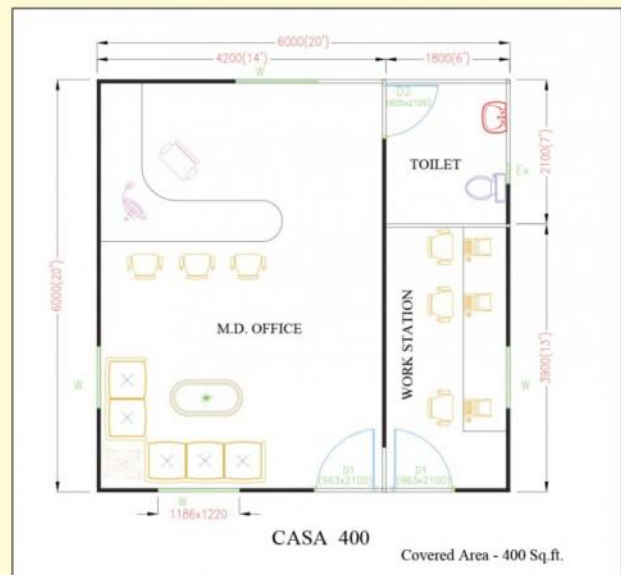 6000(20")
4200(14")
1800(6")
W
D2
(805x2100)
TOILET
Ex
2100(7")
6000(20")
M.D. OFFICE
WORK STATION
3900(13")
W
W
D1
(963x2100)
D1
(963x2100)
W
1186x1220
CASA 400
Covered Area - 400 Sq.ft.